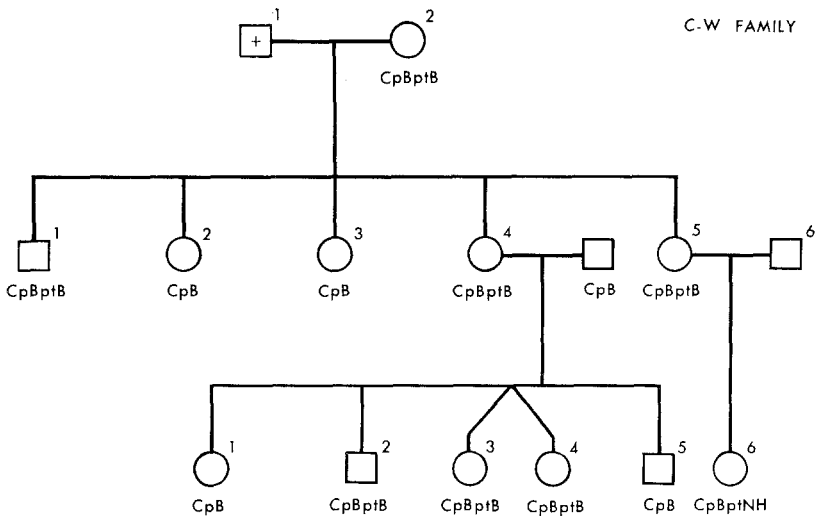 C-W FAMILY
1 2
+
CpBptB
1 2 3 4 5 6
CpBptB CpB CpB CpBptB CpB CpBptB
1 2 3 4 5 6
CpB CpBptB CpBptB CpBptB CpB CpBptNH